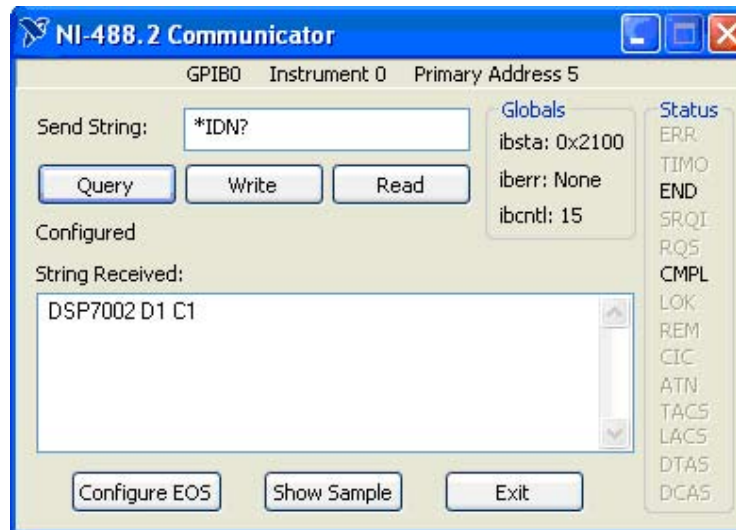 NI-488.2 Communicator
GPIB0 Instrument 0 Primary Address 5
Send String: *IDN?
Query Write Read
Configured
String Received:
DSP7002 D1 C1
Configure EOS Show Sample Exit
Globals
ibsta: 0x2100
iberr: None
ibcntl: 15
Status
ERR
TIMO
END
SRQI
RQS
CMPL
LOK
REM
CIC
ATN
TACS
LACS
DTAS
DCAS